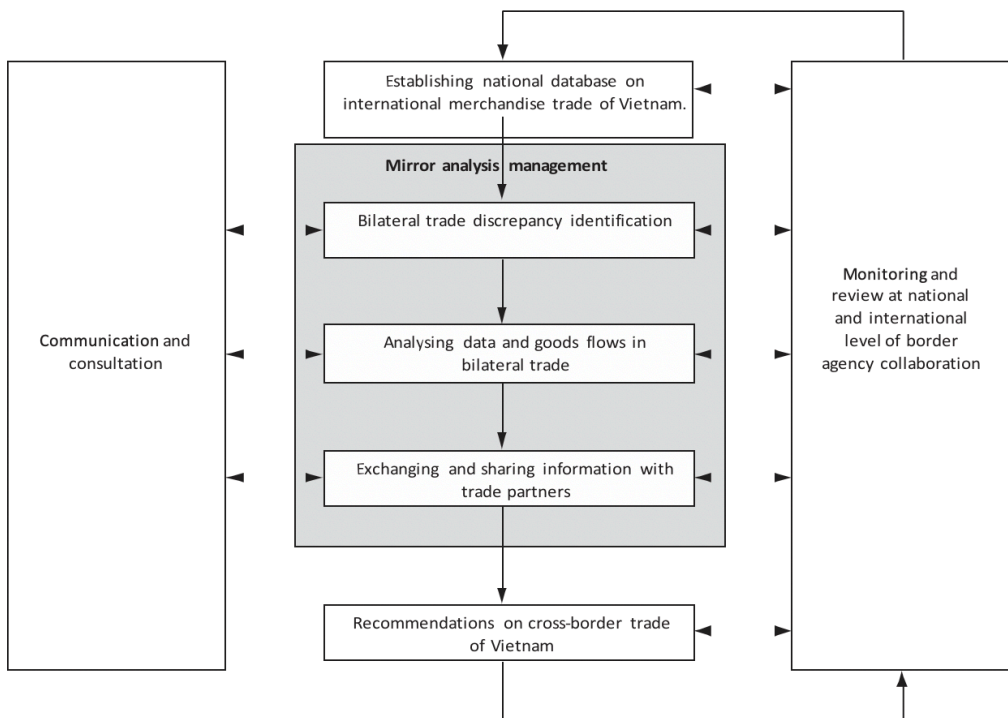 Establishing national database on
international merchandise trade of Vietnam.
Mirror analysis management
Bilateral trade discrepancy identification
Analysing data and goods flows in
bilateral trade
Exchanging and sharing information with
trade partners
Recommendations on cross-border trade
of Vietnam
Communication and
consultation
Monitoring and
review at national
and international
level of border
agency collaboration